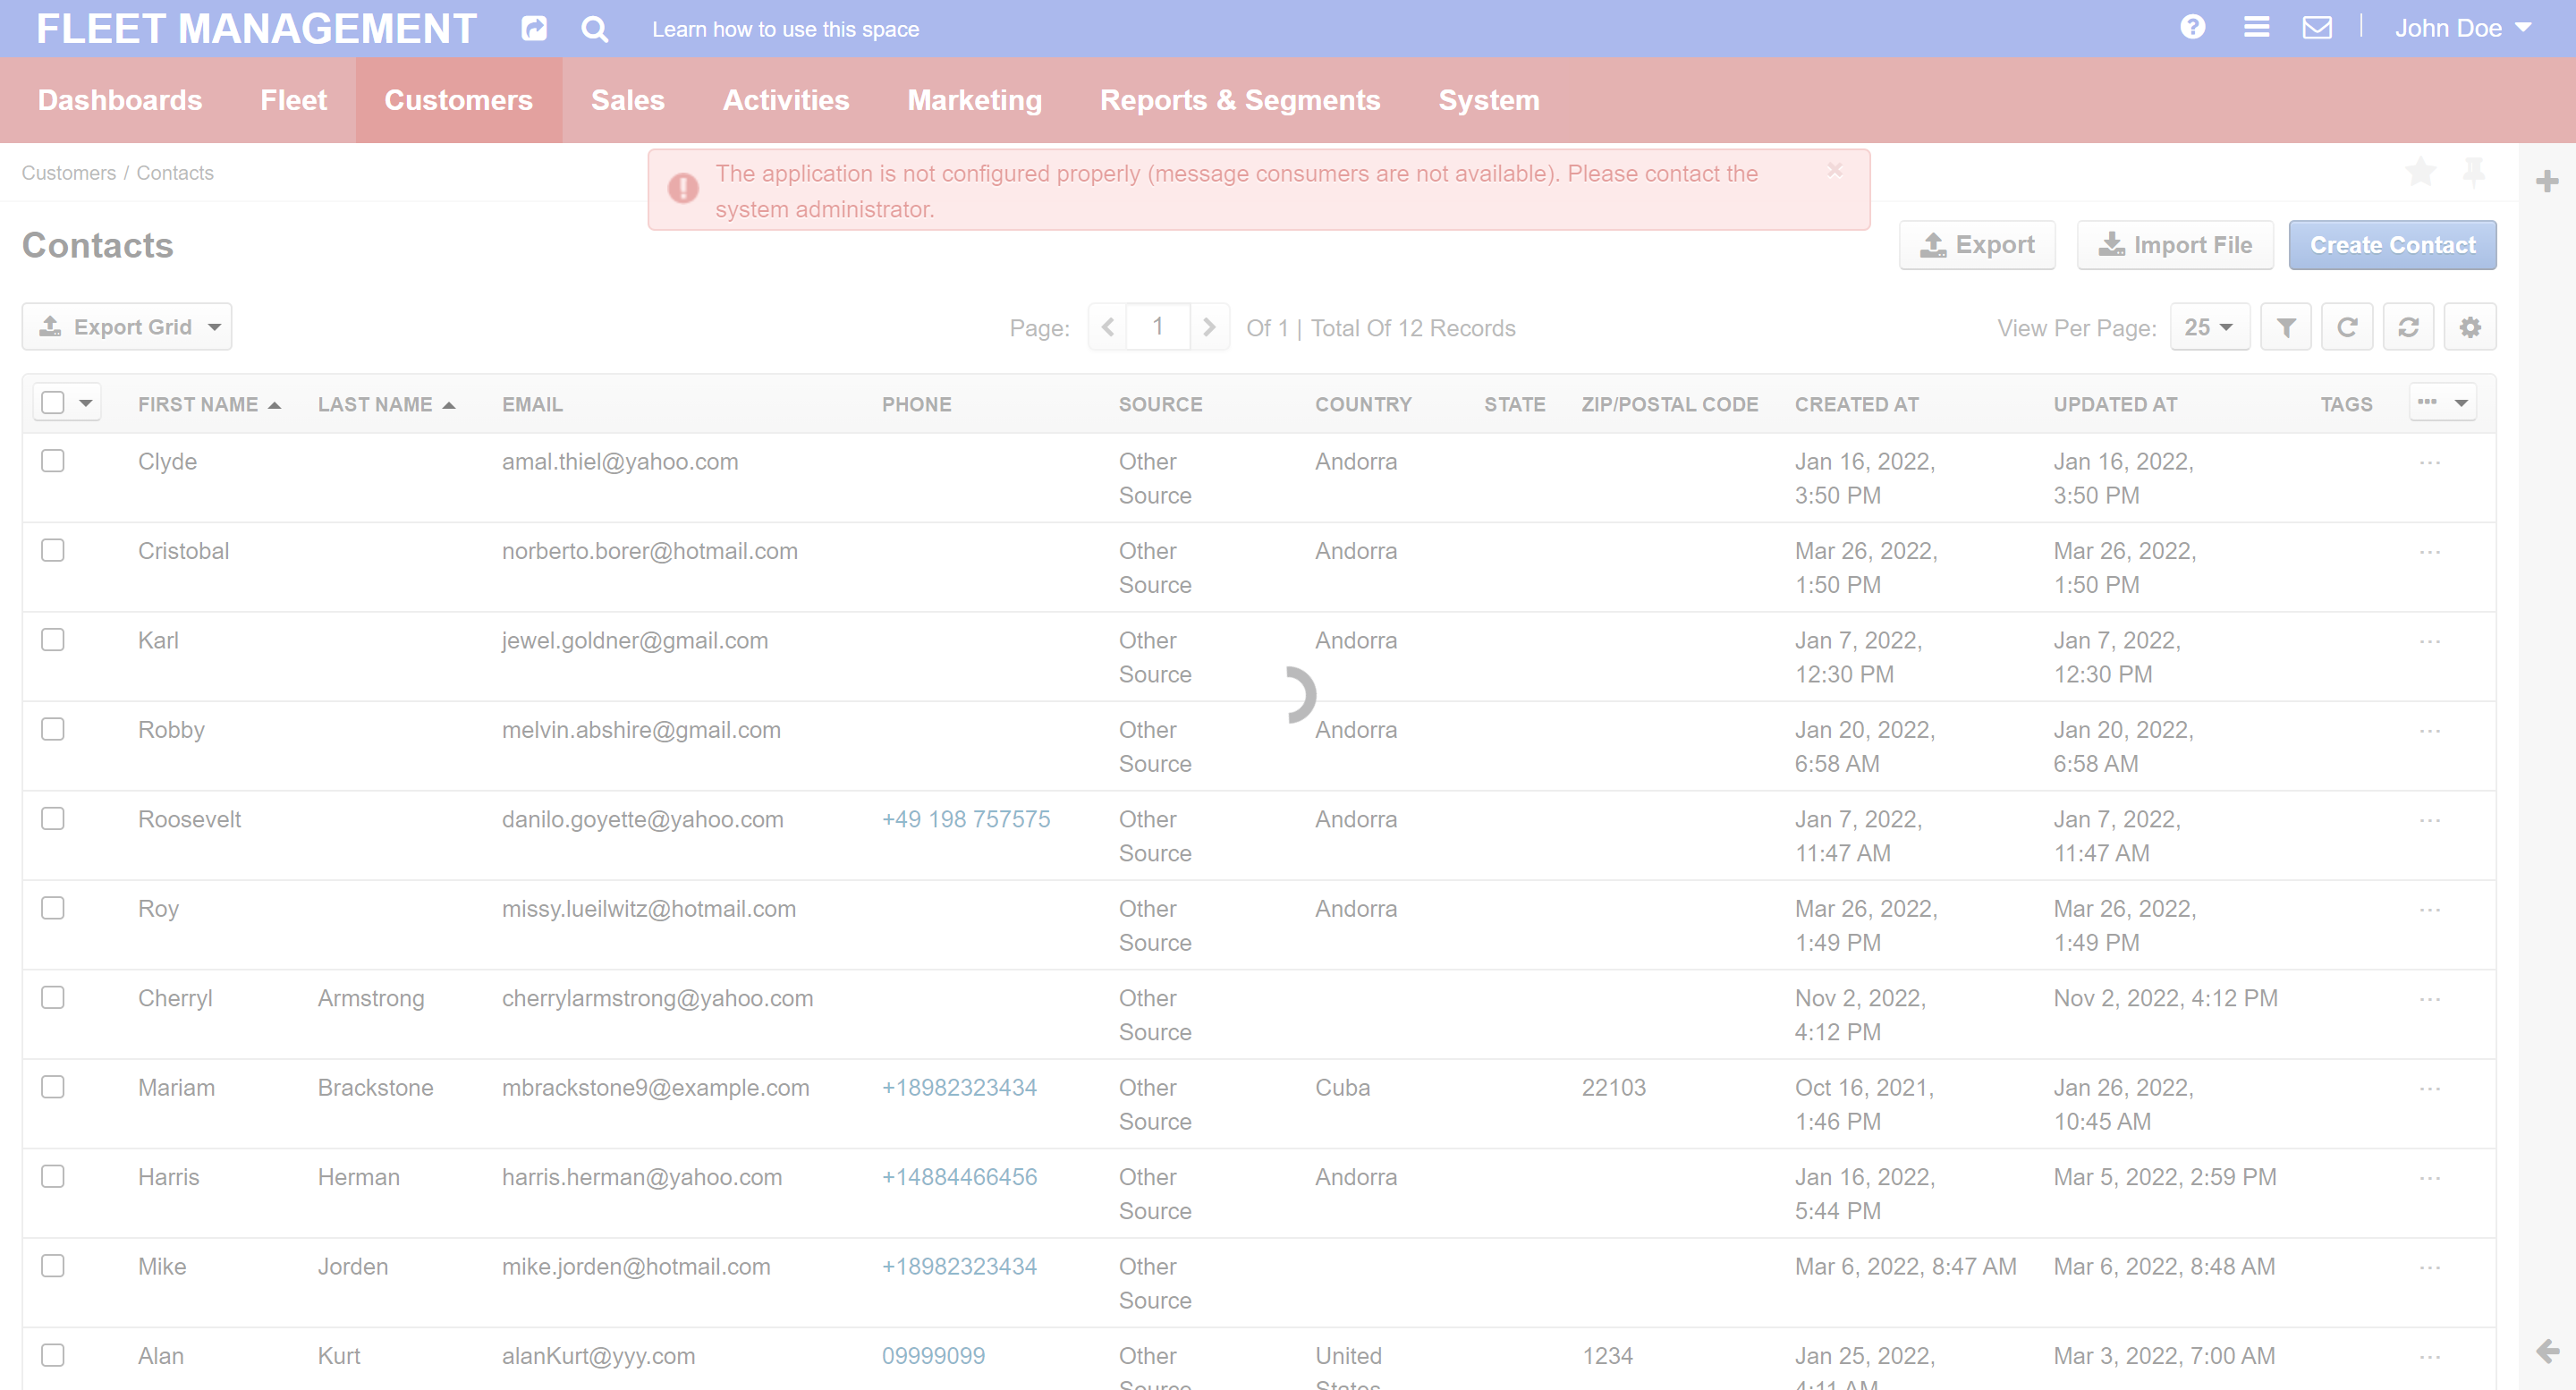 FLEET MANAGEMENT Learn how to use this space John Doe
Dashboards Fleet Customers Sales Activities Marketing Reports & Segments System
Customers / Contacts
The application is not configured properly (message consumers are not available). Please contact the
system administrator.
Contacts
Export Import File Create Contact
Export Grid Page: 1 Of 1 | Total Of 12 Records View Per Page: 25
FIRST NAME LAST NAME EMAIL PHONE SOURCE COUNTRY STATE ZIP/POSTAL CODE CREATED AT UPDATED AT TAGS
Clyde amal.thiel@yahoo.com Other Andorra Jan 16, 2022, Jan 16, 2022,
Source 3:50 PM 3:50 PM
Cristobal norberto.borer@hotmail.com Other Andorra Mar 26, 2022, Mar 26, 2022,
Source 1:50 PM 1:50 PM
Karl jewel.goldner@gmail.com Other Andorra Jan 7, 2022, Jan 7, 2022,
Source 12:30 PM 12:30 PM
Robby melvin.abshire@gmail.com Other Andorra Jan 20, 2022, Jan 20, 2022,
Source 6:58 AM 6:58 AM
Roosevelt danilo.goyette@yahoo.com +49 198 757575 Other Andorra Jan 7, 2022, Jan 7, 2022,
Source 11:47 AM 11:47 AM
Roy missy.lueilwitz@hotmail.com Other Andorra Mar 26, 2022, Mar 26, 2022,
Source 1:49 PM 1:49 PM
Cherryl Armstrong cherrylarmstrong@yahoo.com Other Nov 2, 2022, Nov 2, 2022, 4:12 PM
Source 4:12 PM
Mariam Brackstone mbrackstone9@example.com +18982323434 Other Cuba 22103 Oct 16, 2021, Jan 26, 2022,
Source 1:46 PM 10:45 AM
Harris Herman harris.herman@yahoo.com +14884466456 Other Andorra Jan 16, 2022, Mar 5, 2022, 2:59 PM
Source 5:44 PM
Mike Jorden mike.jorden@hotmail.com +18982323434 Other Mar 6, 2022, 8:47 AM Mar 6, 2022, 8:48 AM
Source
Alan Kurt alanKurt@yyy.com 09999099 Other United 1234 Jan 25, 2022, Mar 3, 2022, 7:00 AM
Source States 4:11 AM